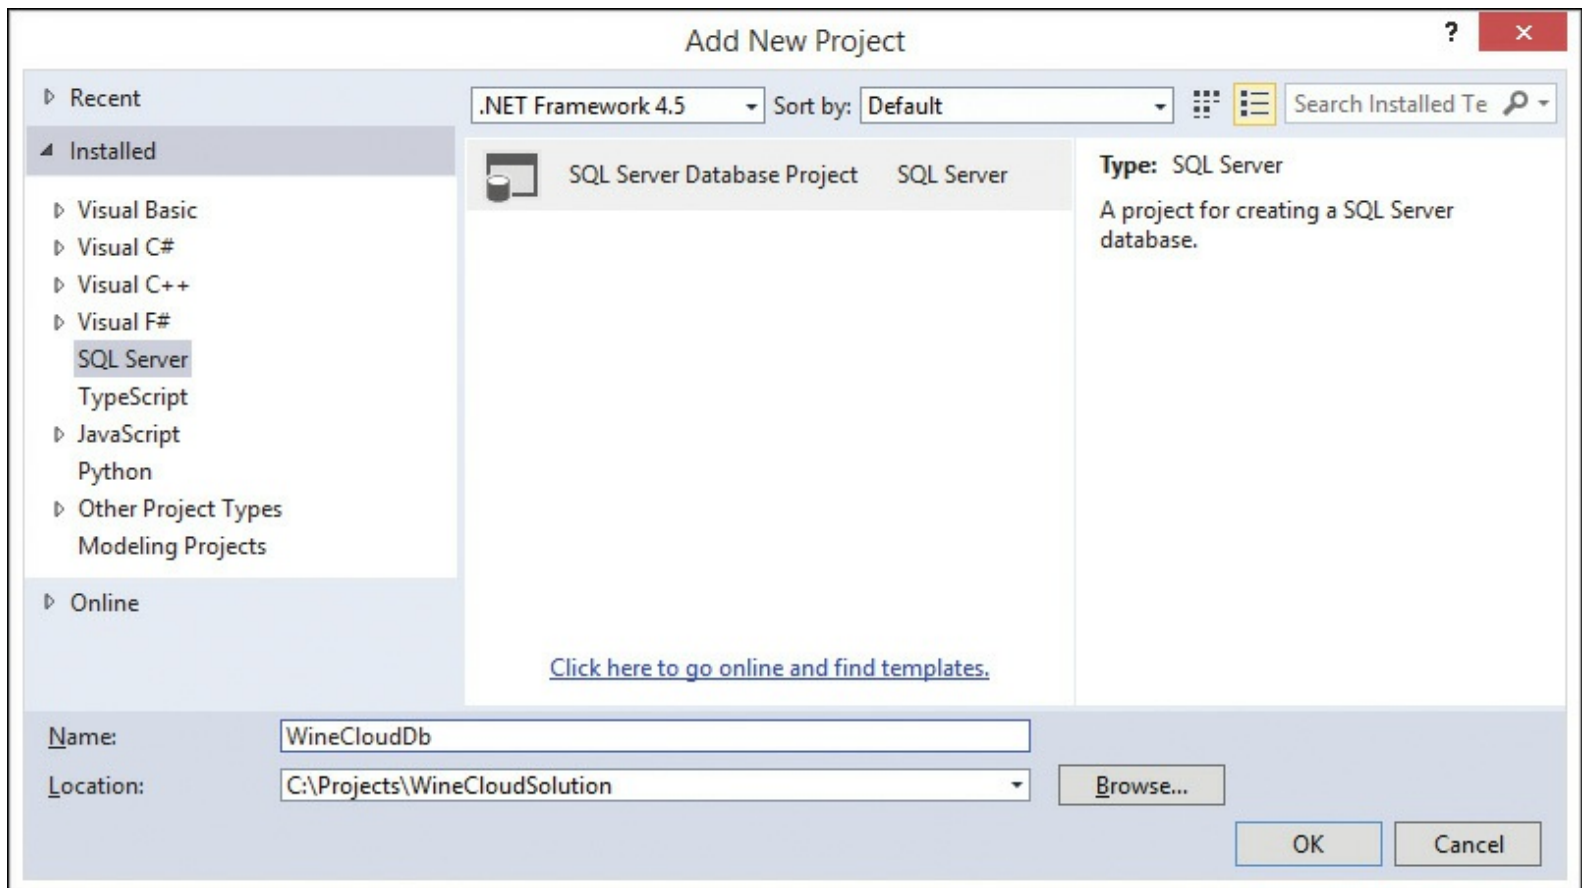 Add New Project
?
Recent
Installed
Visual Basic
Visual C#
Visual C++
Visual F#
SQL Server
TypeScript
JavaScript
Python
Other Project Types
Modeling Projects
Online
.NET Framework 4.5
Sort by: Default
Search Installed Te
SQL Server Database Project SQL Server
Click here to go online and find templates.
Type: SQL Server
A project for creating a SQL Server
database.
Name: WineCloudDb
Location: C:\Projects\WineCloudSolution
Browse...
OK Cancel